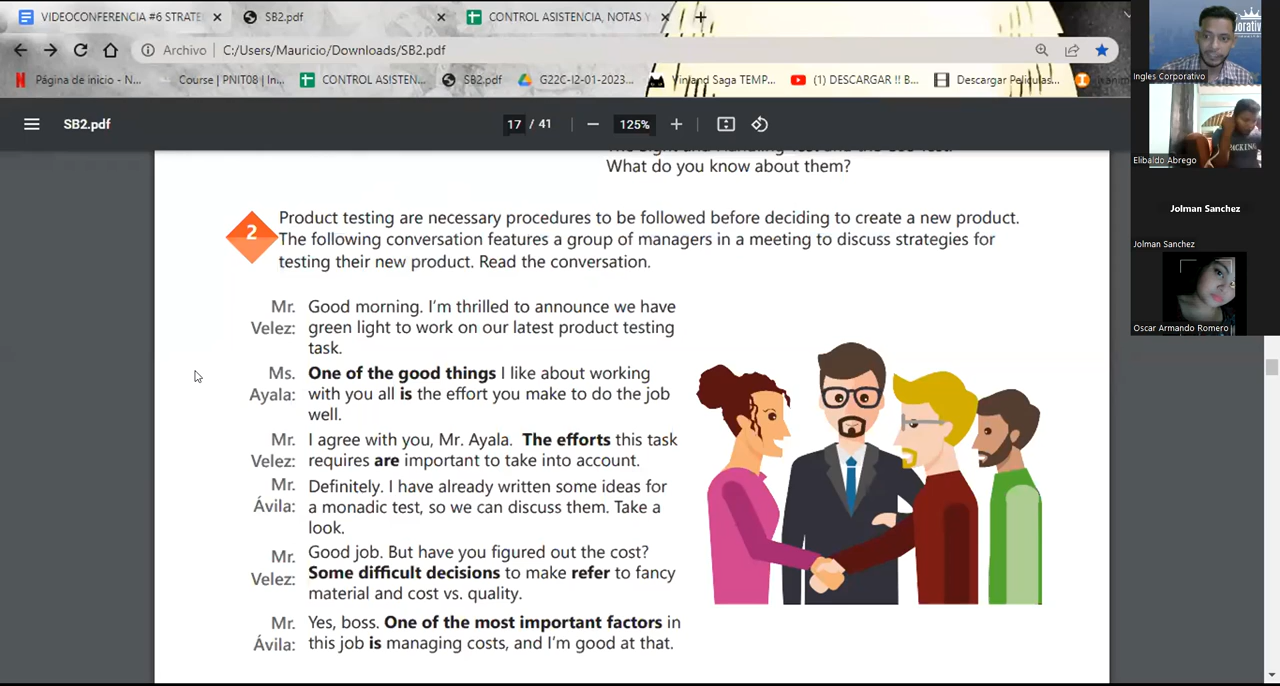 VIDEOCONFERENCIA #6 STRATE
SB2.pdf
CONTROL ASISTENCIA, NOTAS Y
Archivo
C:/Users/Mauricio/Downloads/SB2.pdf
Página de inicio - N...
Course | PNIT08 | In...
CONTROL ASISTEN...
SB2.pdf
G22C-I2-01-2023...
Vinland Saga TEMP...
(1) DESCARGAR !! B...
Descargar Peliculas...
SB2.pdf
17 / 41
125%
Ingles Corporativo
Elibaldo Abrego
Jolman Sanchez
Jolman Sanchez
Oscar Armando Romero
What do you know about them?
2
Product testing are necessary procedures to be followed before deciding to create a new product.
The following conversation features a group of managers in a meeting to discuss strategies for
testing their new product. Read the conversation.
Mr. Velez: Good morning. I'm thrilled to announce we have
green light to work on our latest product testing
task.
Ms. Ayala: One of the good things I like about working
with you all is the effort you make to do the job
well.
Mr. Velez: I agree with you, Mr. Ayala. The efforts this task
requires are important to take into account.
Mr. Ávila: Definitely. I have already written some ideas for
a monadic test, so we can discuss them. Take a
look.
Mr. Velez: Good job. But have you figured out the cost?
Some difficult decisions to make refer to fancy
material and cost vs. quality.
Mr. Ávila: Yes, boss. One of the most important factors in
this job is managing costs, and I'm good at that.